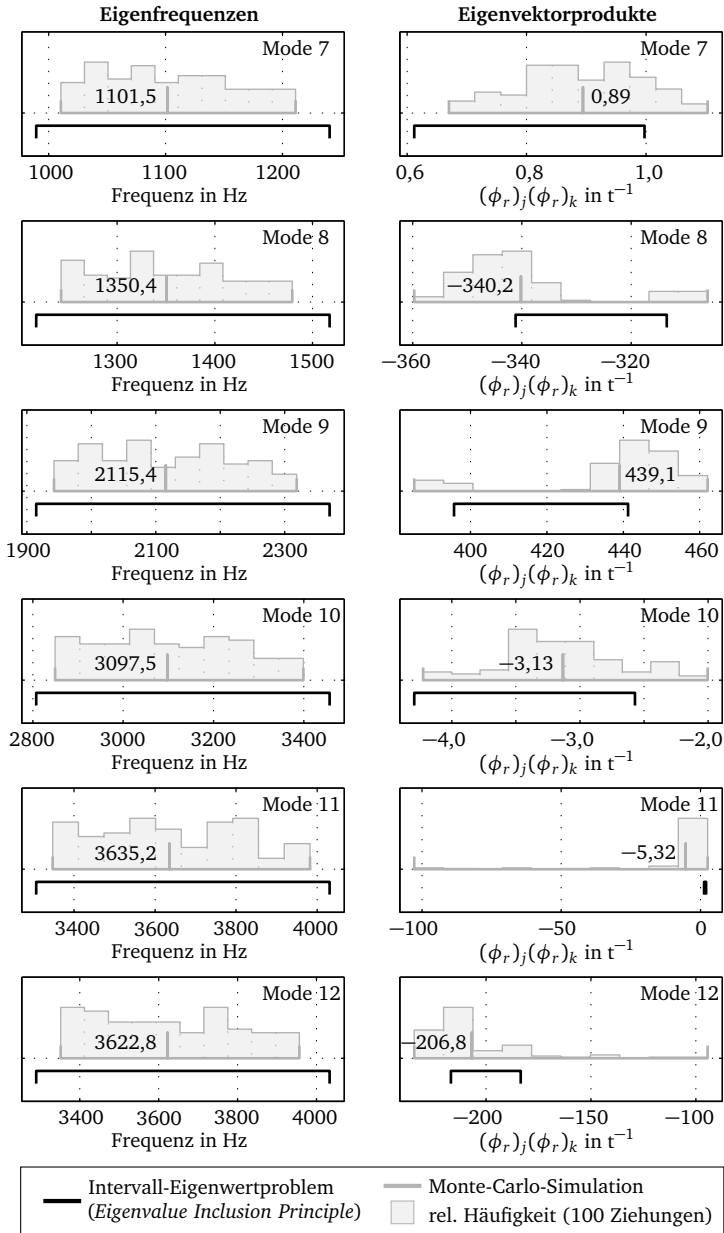 Eigenfrequenzen
Eigenvektorprodukte
Mode 7
1101,5
1000 1100 1200
Frequenz in Hz
Mode 7
0,89
0,6 0,8 1,0
(ϕr)j(ϕr)k in t−1
Mode 8
1350,4
1300 1400 1500
Frequenz in Hz
Mode 8
−340,2
−360 −340 −320
(ϕr)j(ϕr)k in t−1
Mode 9
2115,4
1900 2100 2300
Frequenz in Hz
Mode 9
439,1
400 420 440 460
(ϕr)j(ϕr)k in t−1
Mode 10
3097,5
2800 3000 3200 3400
Frequenz in Hz
Mode 10
−3,13
−4,0 −3,0 −2,0
(ϕr)j(ϕr)k in t−1
Mode 11
3635,2
3400 3600 3800 4000
Frequenz in Hz
Mode 11
−5,32
−100 −50 0
(ϕr)j(ϕr)k in t−1
Mode 12
3622,8
3400 3600 3800 4000
Frequenz in Hz
Mode 12
−206,8
−200 −150 −100
(ϕr)j(ϕr)k in t−1
Intervall-Eigenwertproblem
(Eigenvalue Inclusion Principle)
Monte-Carlo-Simulation
rel. Häufigkeit (100 Ziehungen)